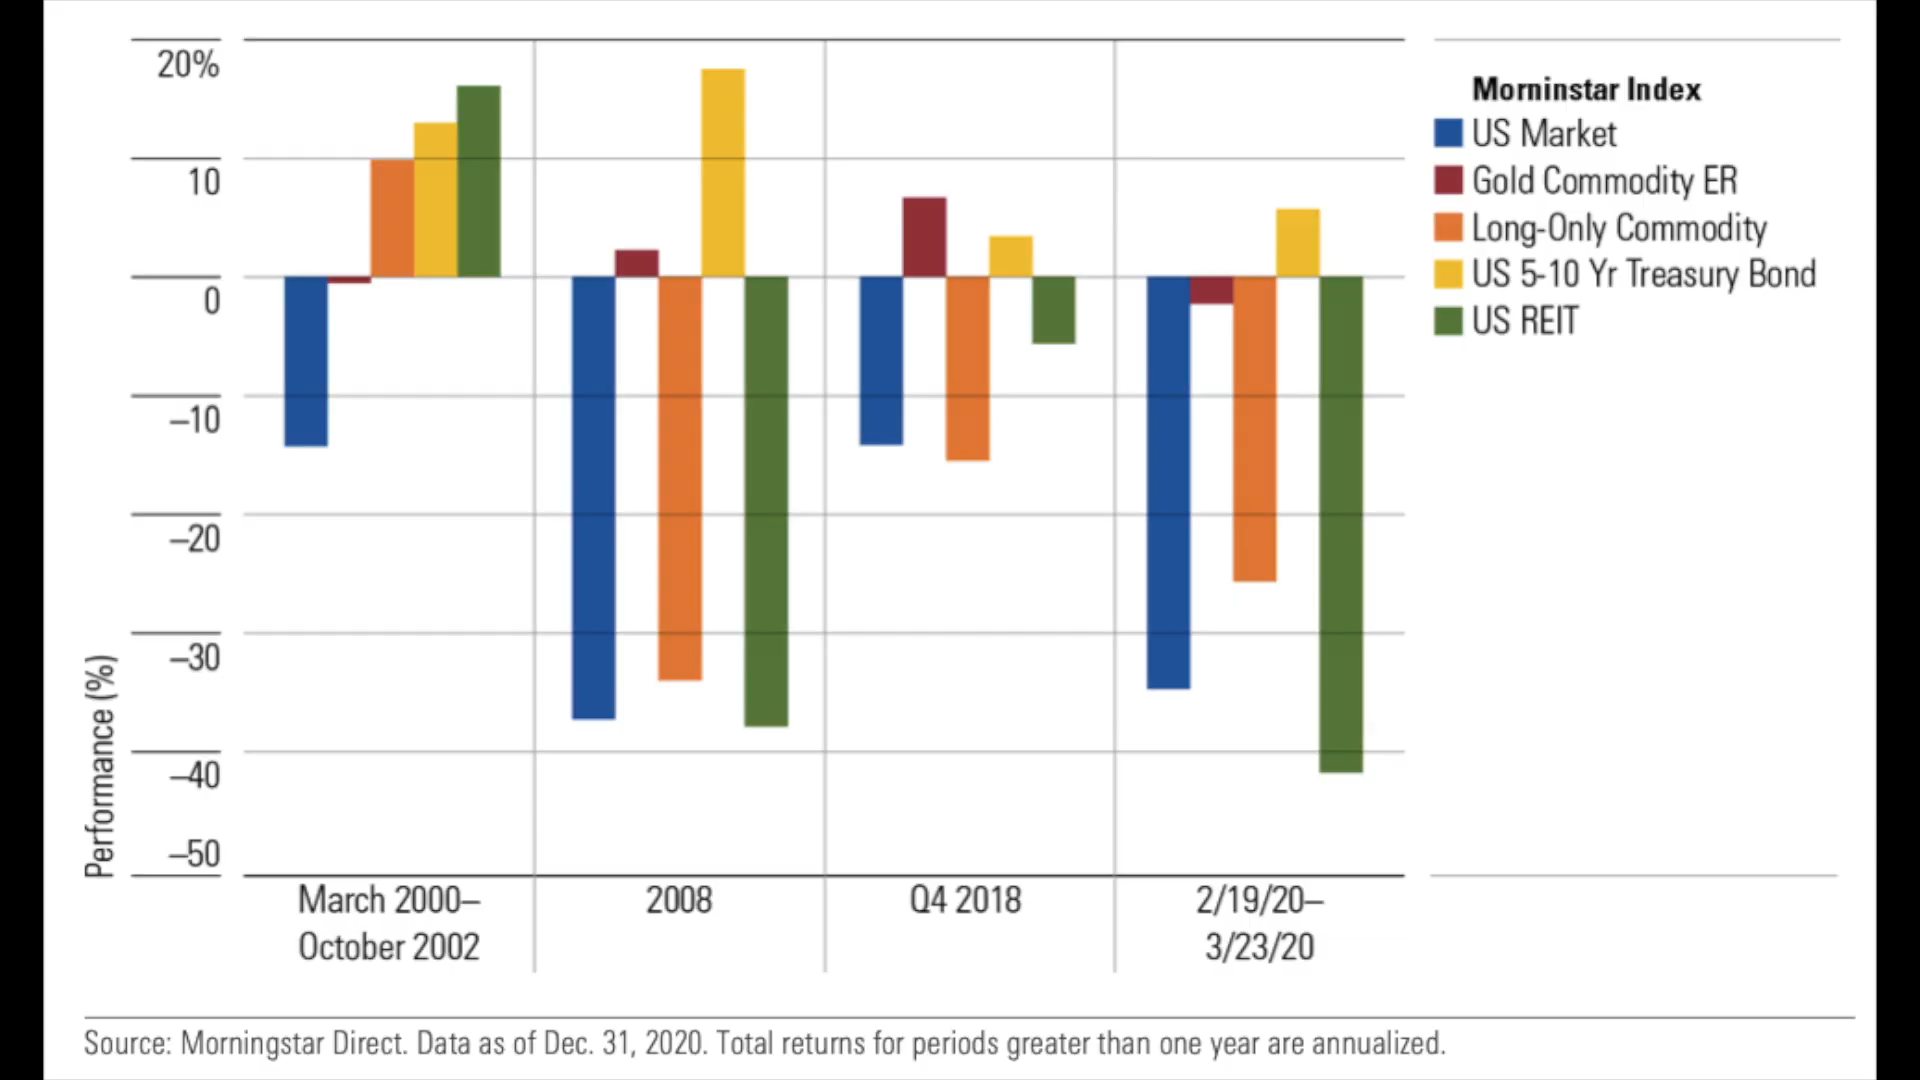 20%
10
0
–10
–20
–30
–40
–50
Performance (%)
Morninstar Index
US Market
Gold Commodity ER
Long-Only Commodity
US 5-10 Yr Treasury Bond
US REIT
March 2000–
October 2002
2008
Q4 2018
2/19/20–
3/23/20
Source: Morningstar Direct. Data as of Dec. 31, 2020. Total returns for periods greater than one year are annualized.